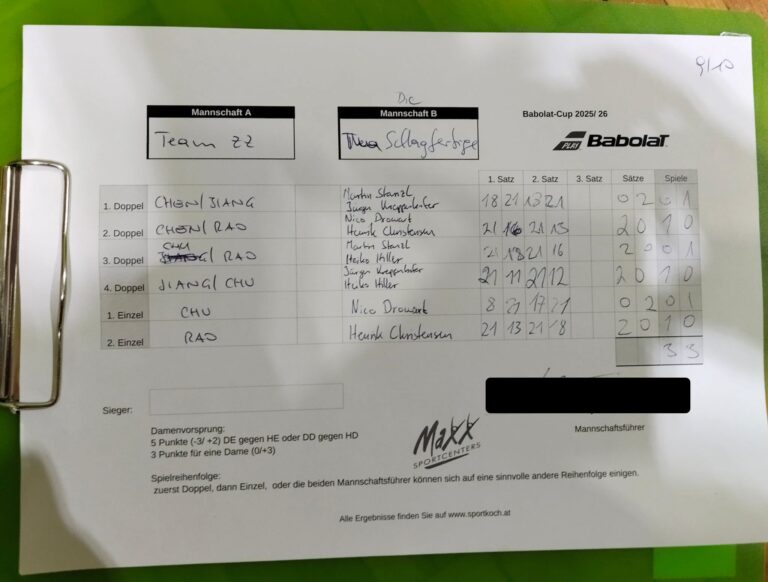 9/10
Die
Mannschaft A Mannschaft B Babolat-Cup 2025/ 26
Team ZZ Schlagfertige PLAY BABOLAT
1. Satz 2. Satz 3. Satz Sätze Spiele
1. Doppel CHEN/JIANG Martin Stanzl 18 21 13 21 0 2 0 1
Jürgen Kreppenhofer
2. Doppel CHEN/ RAO Nico Drowart 21 16 21 13 2 0 1 0
Henrik Christensen
CHU Martin Stanzl
3. Doppel / RAO Heiko Hiller 21 18 21 16 2 0 0 1
4. Doppel JIANG/ CHU Jürgen Kreppenhofer 21 11 21 12 2 0 1 0
Heiko Hiller
1. Einzel CHU Nico Drowart 8 21 17 21 0 2 0 1
2. Einzel RAO Henrik Christensen 21 13 21 18 2 0 1 0
3 3
Sieger:
Mannschaftsführer
Damenvorsprung:
5 Punkte (-3/ +2) DE gegen HE oder DD gegen HD
3 Punkte für eine Dame (0/+3)
MaXX
SPORTCENTERS
Spielreihenfolge:
zuerst Doppel, dann Einzel, oder die beiden Mannschaftsführer können sich auf eine sinnvolle andere Reihenfolge einigen.
Alle Ergebnisse finden Sie auf www.sportkoch.at